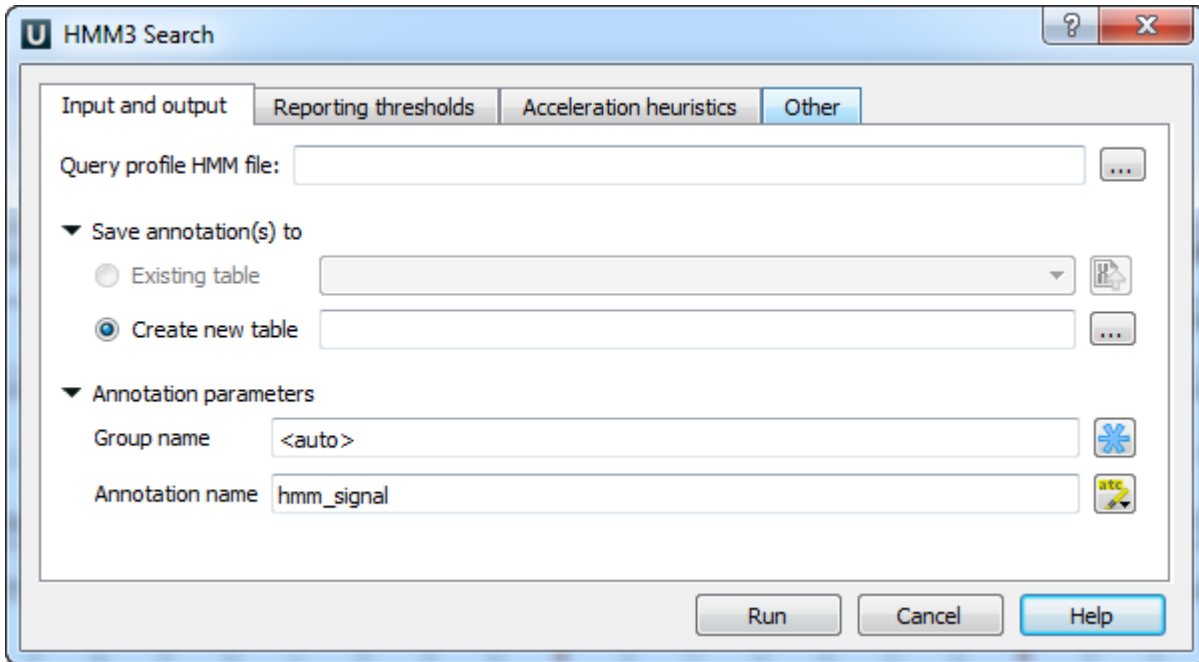 U HMM3 Search ? X
Input and output Reporting thresholds Acceleration heuristics Other
Query profile HMM file: ...
Save annotation(s) to
Existing table
Create new table ...
Annotation parameters
Group name <auto>
Annotation name hmm_signal atc
Run Cancel Help